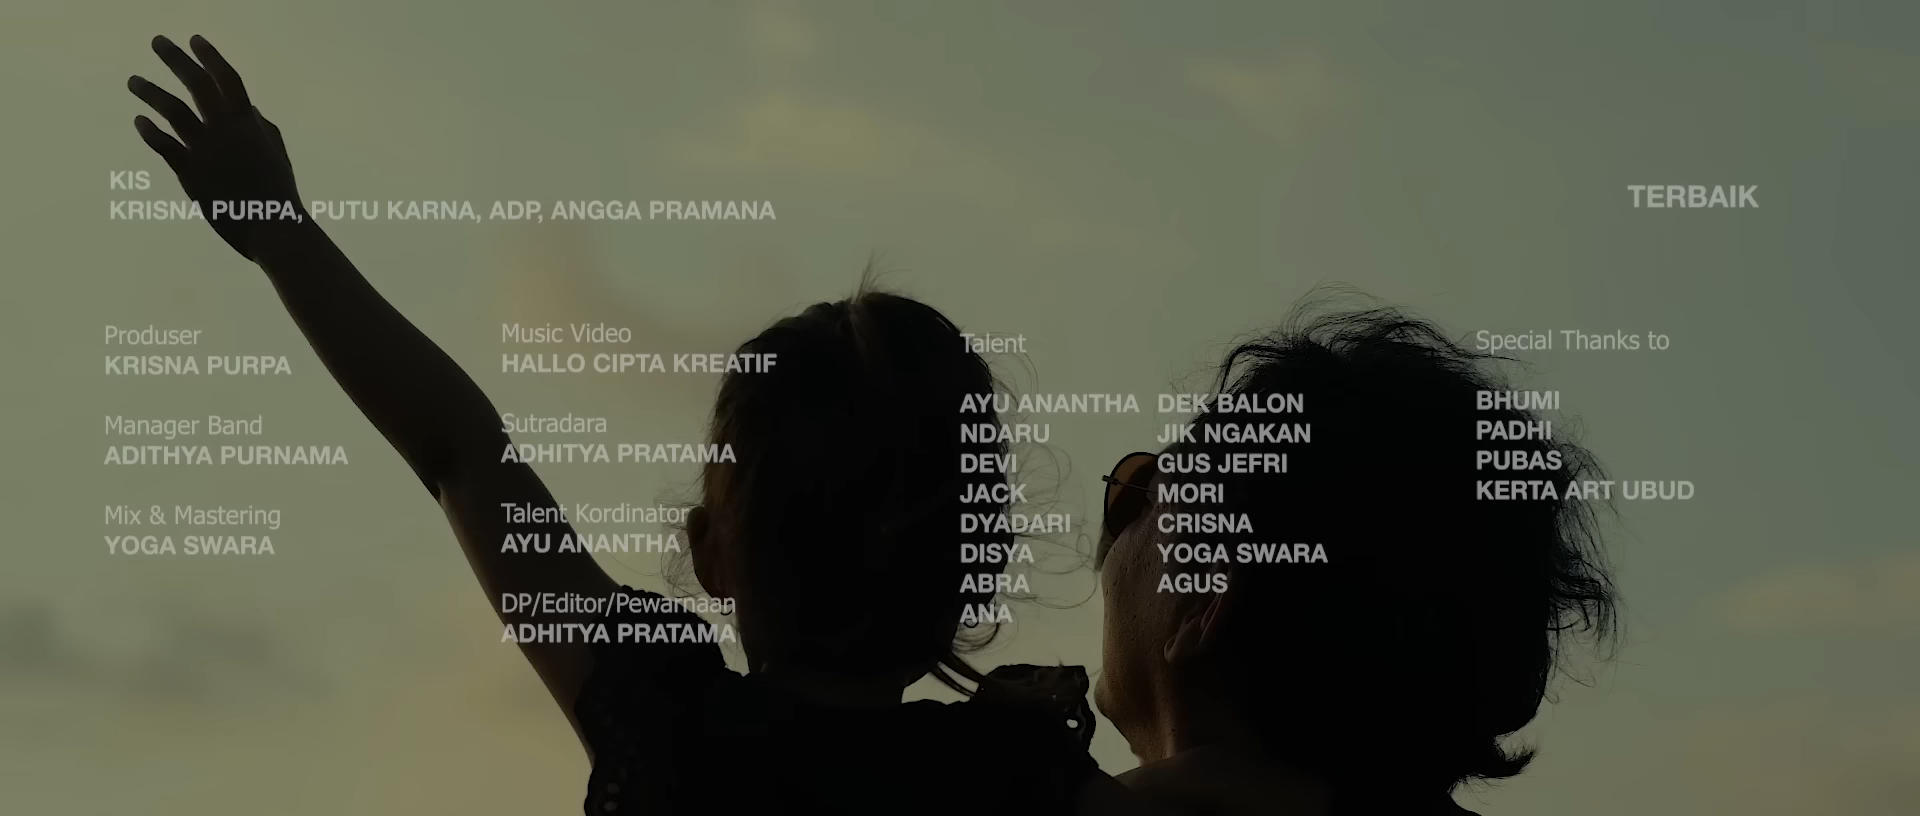 KIS
KRISNA PURPA, PUTU KARNA, ADP, ANGGA PRAMANA
TERBAIK
Produser
KRISNA PURPA
Manager Band
ADITHYA PURNAMA
Mix & Mastering
YOGA SWARA
Music Video
HALLO CIPTA KREATIF
Sutradara
ADHITYA PRATAMA
Talent Kordinator
AYU ANANTHA
DP/Editor/Pewarnaan
ADHITYA PRATAMA
Talent
AYU ANANTHA
NDARU
DEVI
JACK
DYADARI
DISYA
ABRA
ANA
DEK BALON
JIK NGAKAN
GUS JEFRI
MORI
CRISNA
YOGA SWARA
AGUS
Special Thanks to
BHUMI
PADHI
PUBAS
KERTA ART UBUD